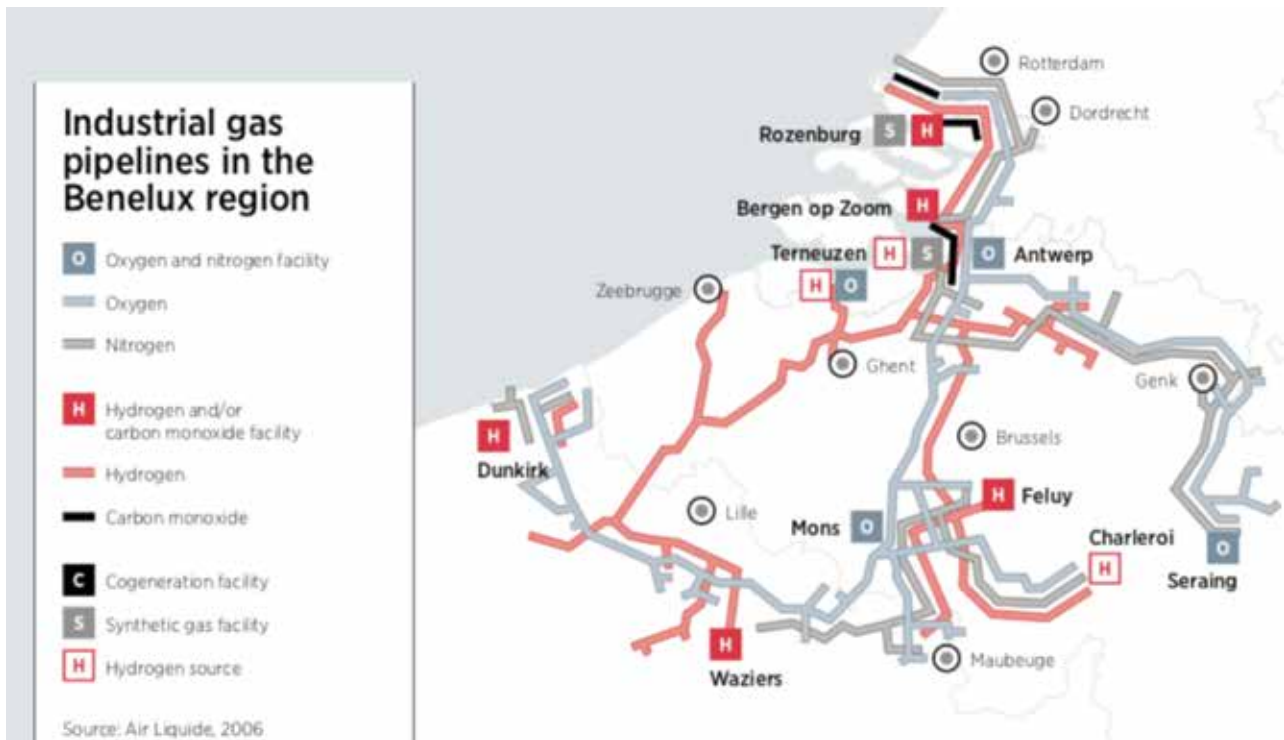 Industrial gas
pipelines in the
Benelux region
O Oxygen and nitrogen facility
Oxygen
Nitrogen
H Hydrogen and/or
carbon monoxide facility
Hydrogen
Carbon monoxide
C Cogeneration facility
S Synthetic gas facility
H Hydrogen source
Source: Air Liquide, 2006
Rotterdam
Dordrecht
Rozenburg S H
Bergen op Zoom H
Terneuzen H S
O Antwerp
H O
Zeebrugge
Ghent
Genk
H
Dunkirk
Brussels
Lille
H Feluy
Mons O
Charleroi
H
O
Seraing
H
Waziers
Maubeuge